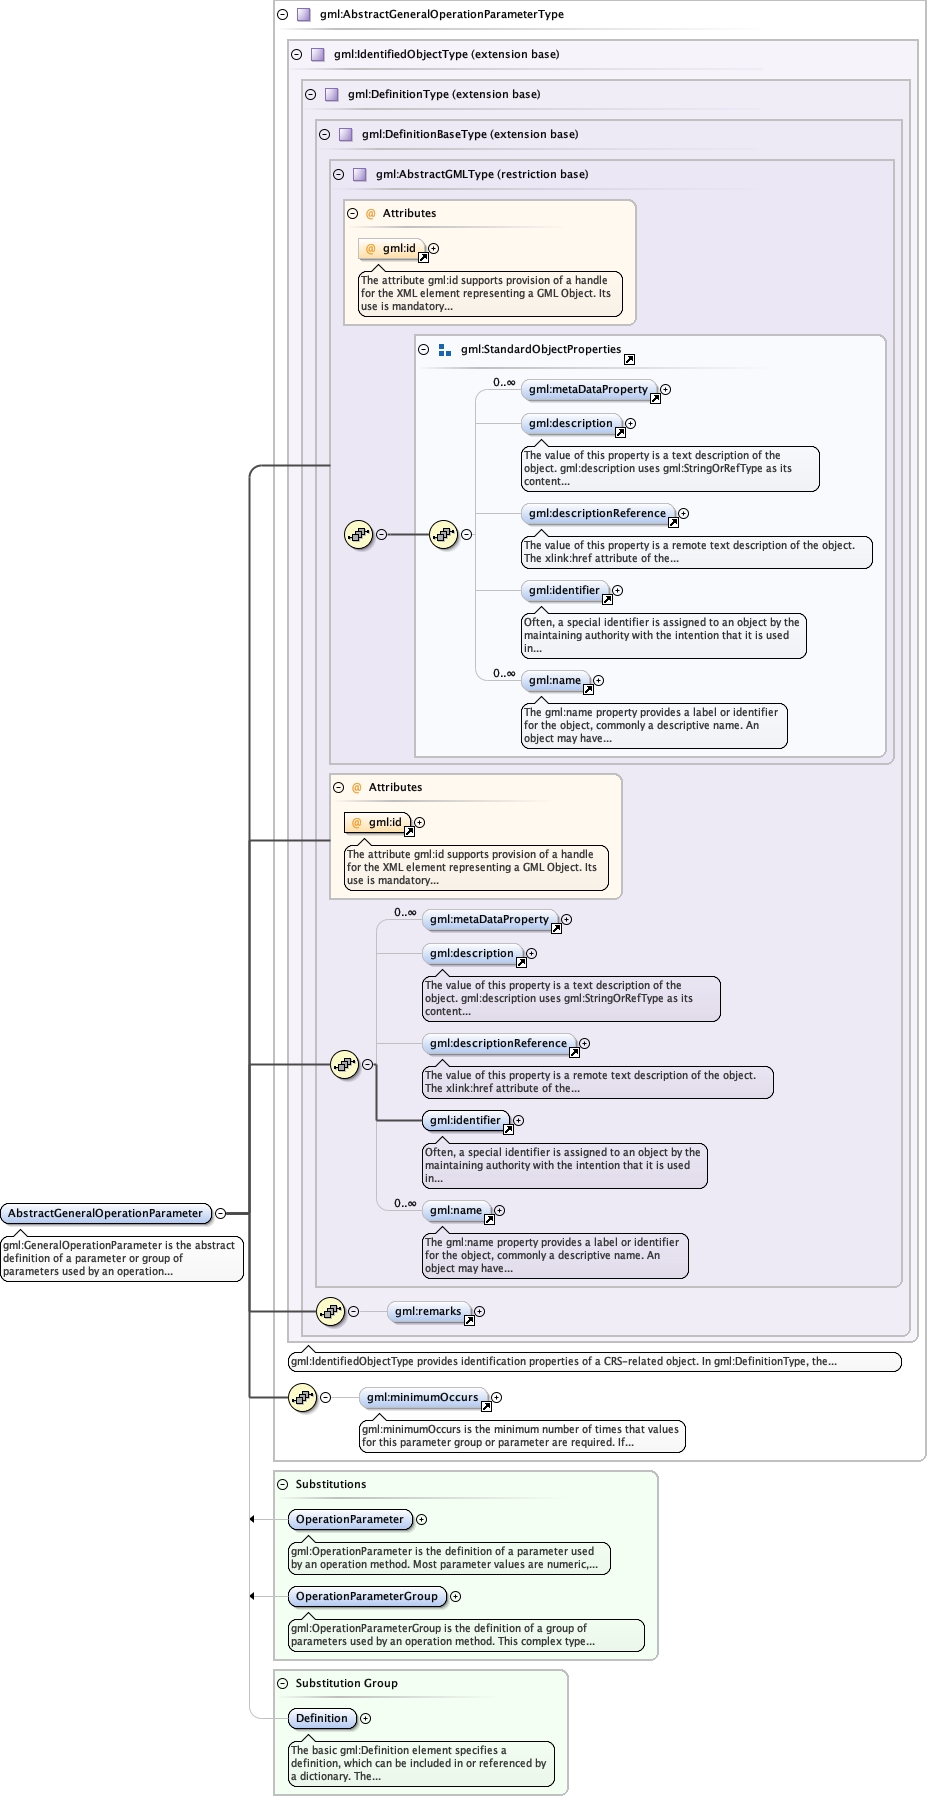 gml:AbstractGeneralOperationParameterType
gml:IdentifiedObjectType (extension base)
gml:DefinitionType (extension base)
gml:DefinitionBaseType (extension base)
gml:AbstractGMLType (restriction base)
@ Attributes
@ gml:id
The attribute gml:id supports provision of a handle
for the XML element representing a GML Object. Its
use is mandatory...
gml:StandardObjectProperties
0..∞
gml:metaDataProperty
gml:description
The value of this property is a text description of the
object. gml:description uses gml:StringOrRefType as its
content...
gml:descriptionReference
The value of this property is a remote text description of the object.
The xlink:href attribute of the...
gml:identifier
Often, a special identifier is assigned to an object by the
maintaining authority with the intention that it is used
in...
0..∞
gml:name
The gml:name property provides a label or identifier
for the object, commonly a descriptive name. An
object may have...
@ Attributes
@ gml:id
The attribute gml:id supports provision of a handle
for the XML element representing a GML Object. Its
use is mandatory...
0..∞
gml:metaDataProperty
gml:description
The value of this property is a text description of the
object. gml:description uses gml:StringOrRefType as its
content...
gml:descriptionReference
The value of this property is a remote text description of the object.
The xlink:href attribute of the...
gml:identifier
Often, a special identifier is assigned to an object by the
maintaining authority with the intention that it is used
in...
0..∞
gml:name
The gml:name property provides a label or identifier
for the object, commonly a descriptive name. An
object may have...
AbstractGeneralOperationParameter
gml:GeneralOperationParameter is the abstract
definition of a parameter or group of
parameters used by an operation...
gml:remarks
gml:IdentifiedObjectType provides identification properties of a CRS-related object. In gml:DefinitionType, the...
gml:minimumOccurs
gml:minimumOccurs is the minimum number of times that values
for this parameter group or parameter are required. If...
Substitutions
OperationParameter
gml:OperationParameter is the definition of a parameter used
by an operation method. Most parameter values are numeric,...
OperationParameterGroup
gml:OperationParameterGroup is the definition of a group of
parameters used by an operation method. This complex type...
Substitution Group
Definition
The basic gml:Definition element specifies a
definition, which can be included in or referenced by
a dictionary. The...